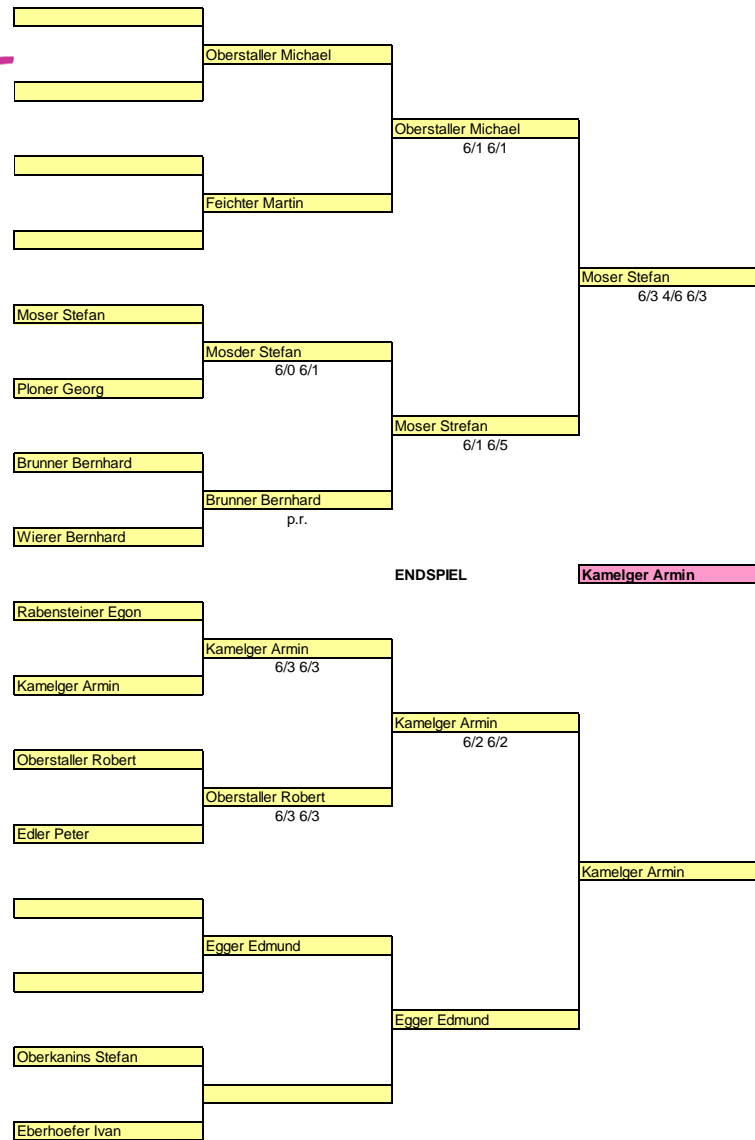 Oberstaller Michael
Oberstaller Michael
6/1 6/1
Feichter Martin
Moser Stefan
6/3 4/6 6/3
Moser Stefan
Mosder Stefan
6/0 6/1
Ploner Georg
Moser Strefan
6/1 6/5
Brunner Bernhard
Brunner Bernhard
p.r.
Wierer Bernhard
ENDSPIEL
Kamelger Armin
Rabensteiner Egon
Kamelger Armin
6/3 6/3
Kamelger Armin
Kamelger Armin
6/2 6/2
Oberstaller Robert
Oberstaller Robert
6/3 6/3
Edler Peter
Kamelger Armin
Egger Edmund
Egger Edmund
Oberkanins Stefan
Eberhoefer Ivan